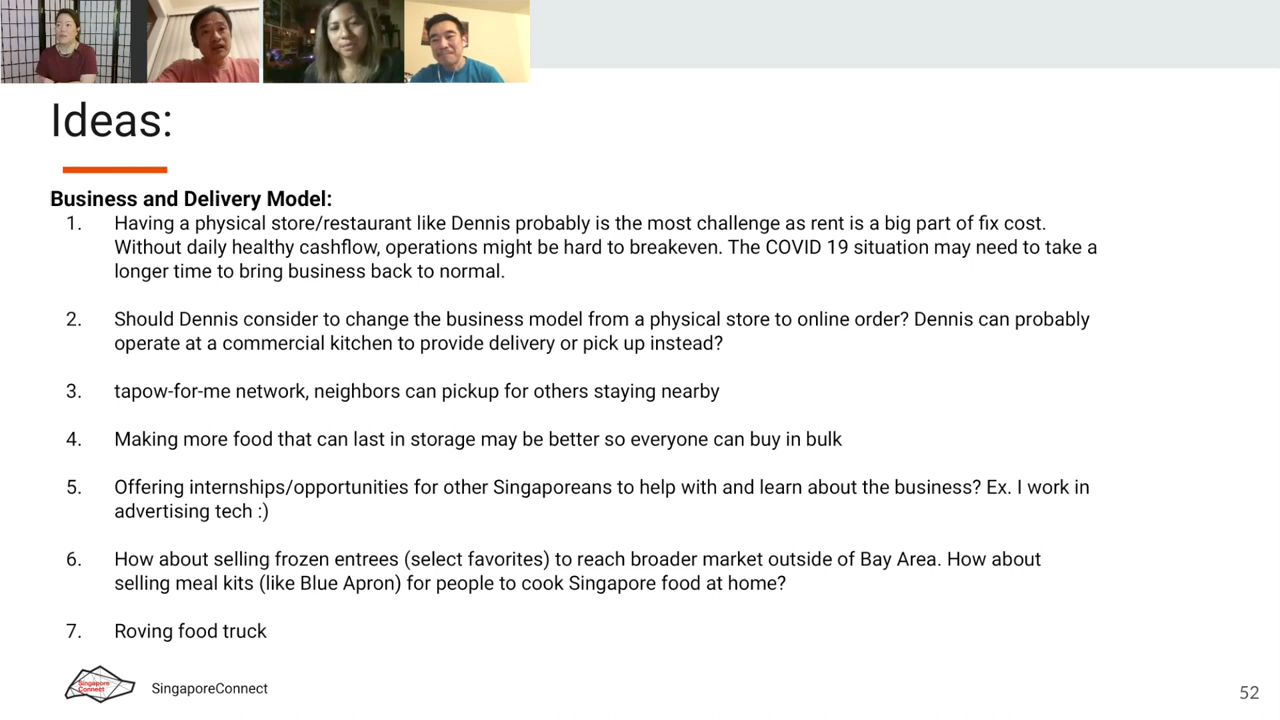 Ideas:
Business and Delivery Model:
1. Having a physical store/restaurant like Dennis probably is the most challenge as rent is a big part of fix cost.
Without daily healthy cashflow, operations might be hard to breakeven. The COVID 19 situation may need to take a
longer time to bring business back to normal.
2. Should Dennis consider to change the business model from a physical store to online order? Dennis can probably
operate at a commercial kitchen to provide delivery or pick up instead?
3. tapow-for-me network, neighbors can pickup for others staying nearby
4. Making more food that can last in storage may be better so everyone can buy in bulk
5. Offering internships/opportunities for other Singaporeans to help with and learn about the business? Ex. I work in
advertising tech :)
6. How about selling frozen entrees (select favorites) to reach broader market outside of Bay Area. How about
selling meal kits (like Blue Apron) for people to cook Singapore food at home?
7. Roving food truck
Singapore
Connect
SingaporeConnect
52